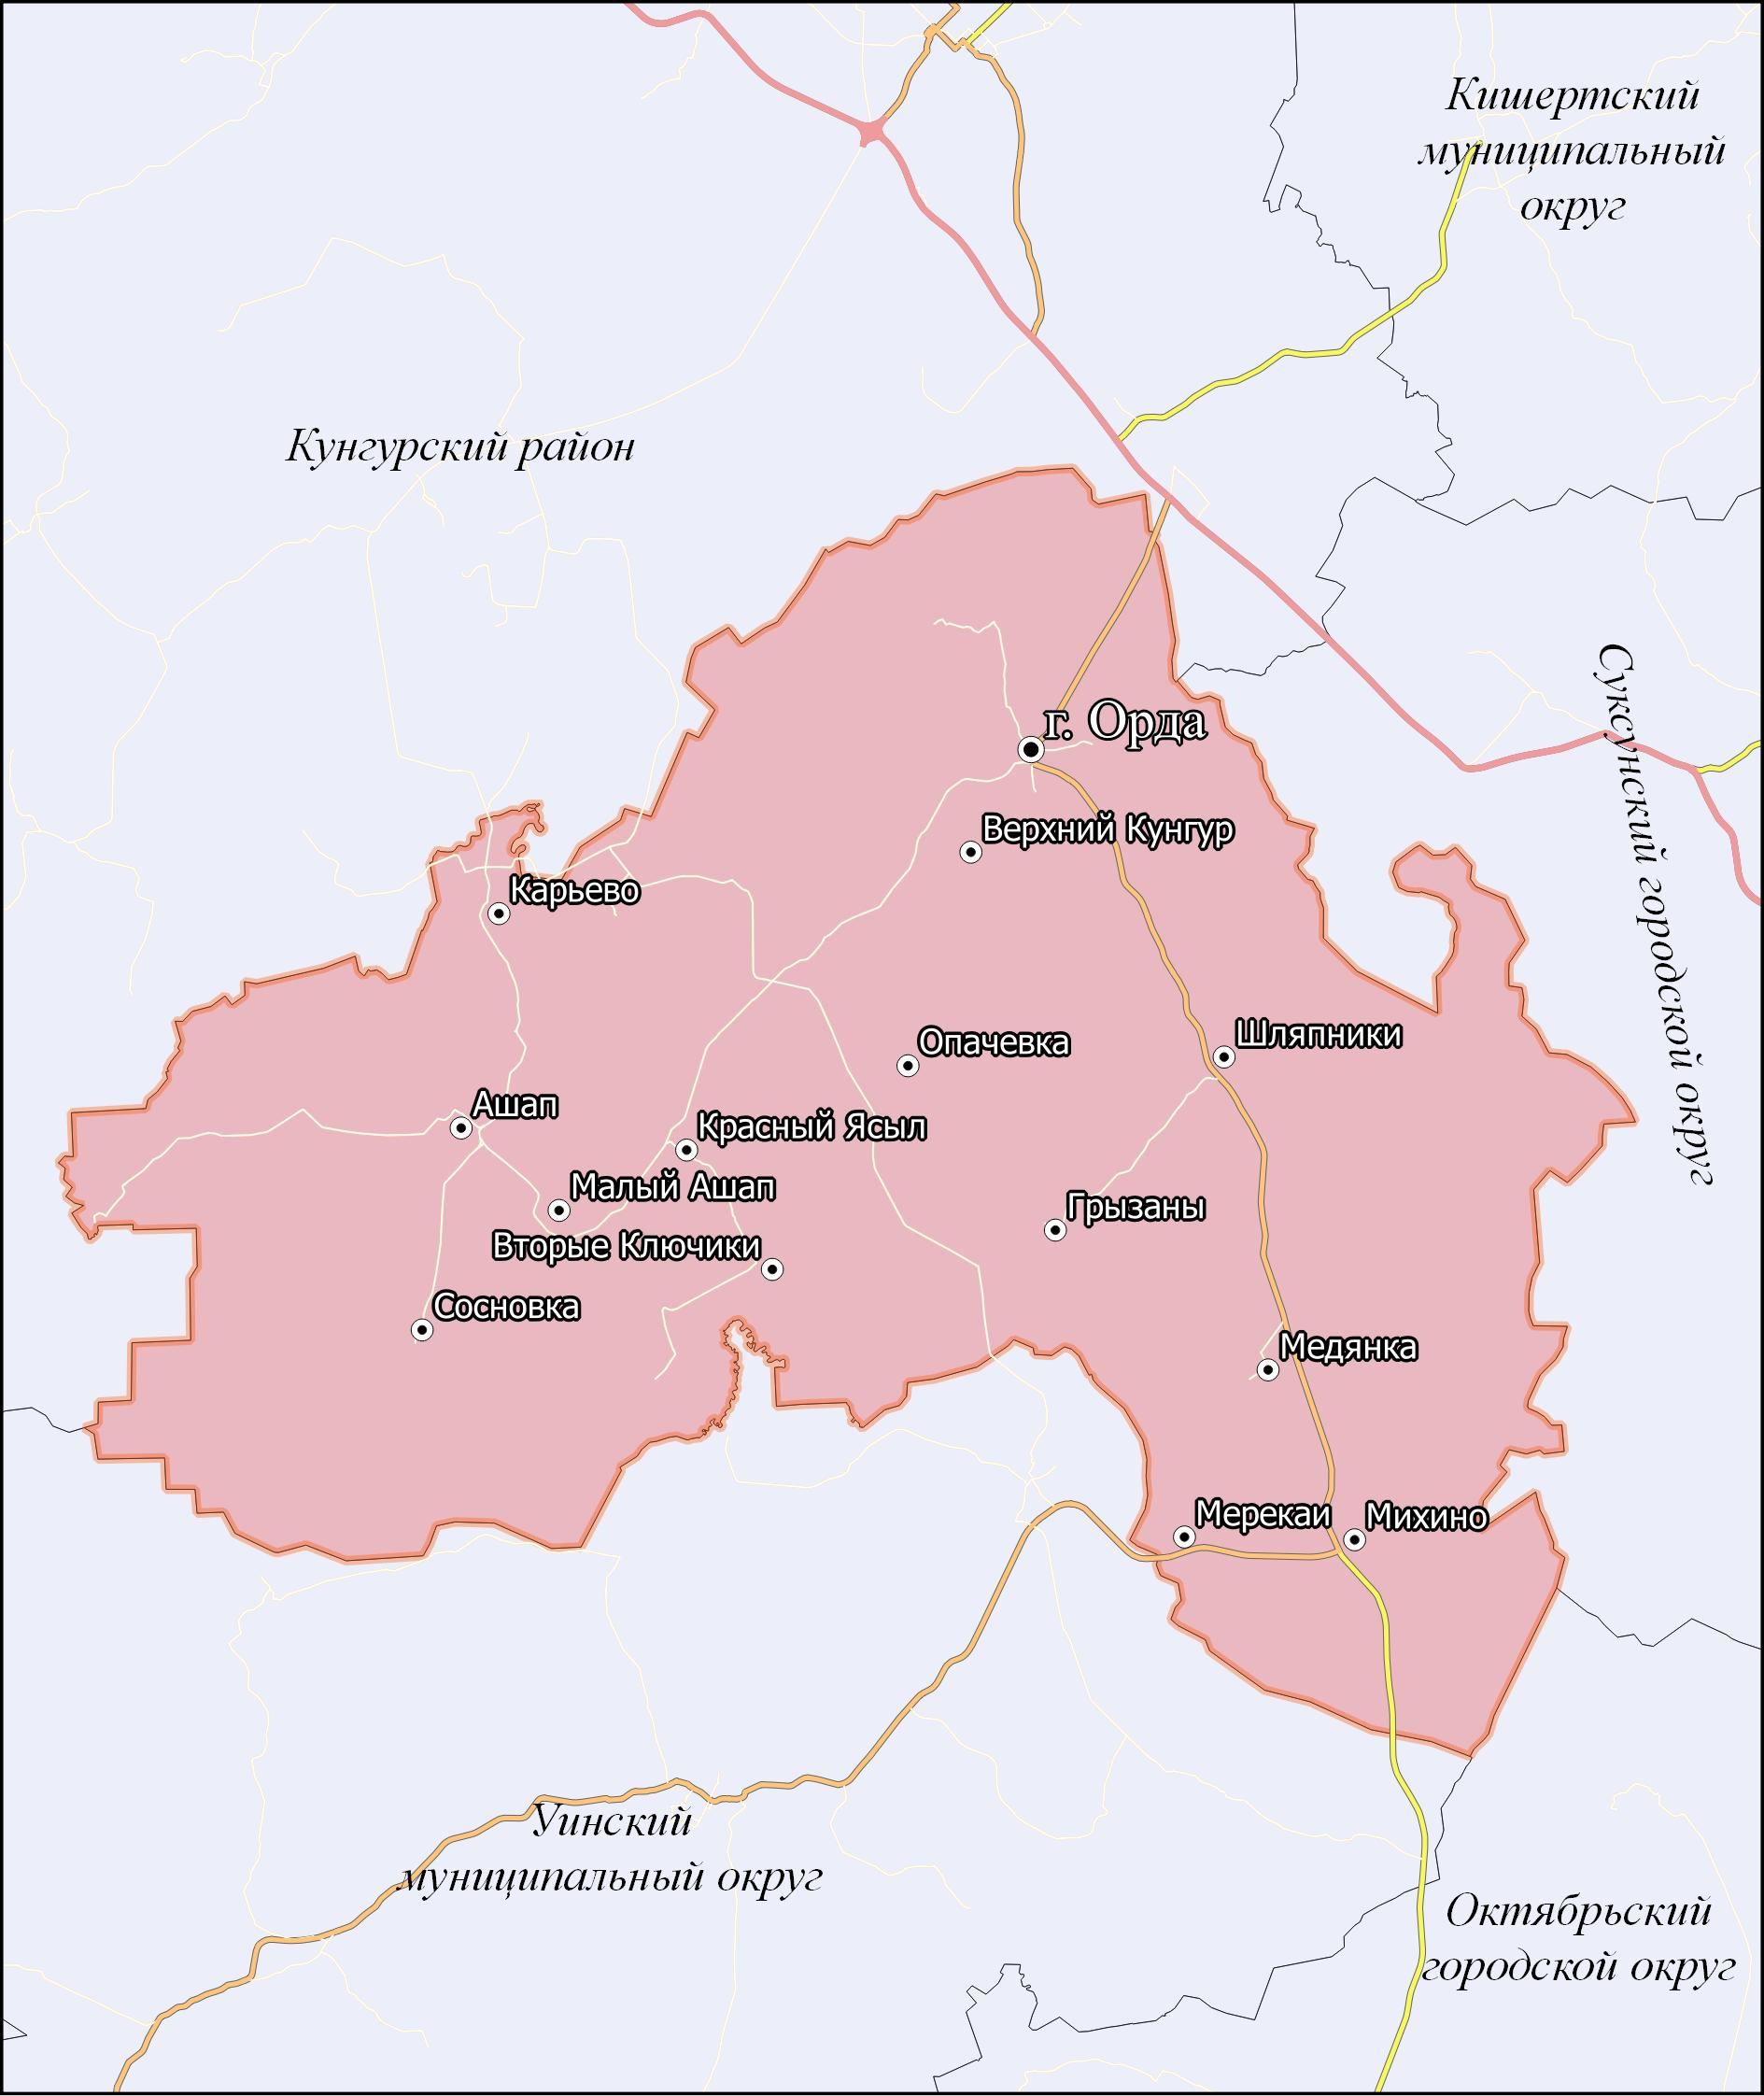 Кишертский
муниципальный
округ
Кунгурский район
Суксунский городской округ
г. Орда
Верхний Кунгур
Карьево
Шляпники
Опачевка
Ашап
Красный Ясыл
Малый Ашап
Грызаны
Вторые Ключики
Сосновка
Медянка
Мерекаи
Михино
Уинский
муниципальный округ
Октябрьский
городской округ